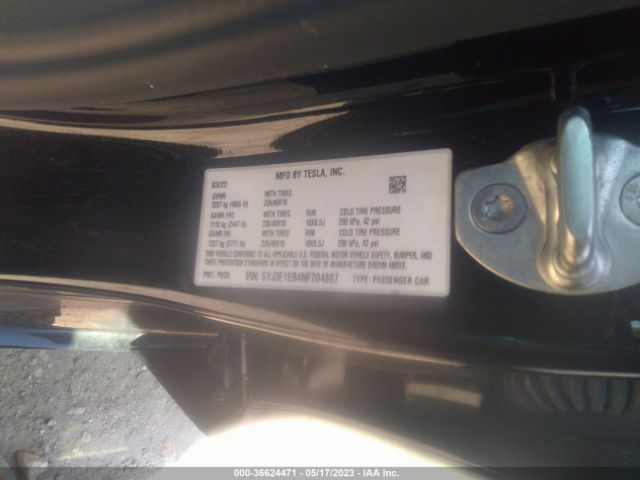 MFD BY TESLA, INC.
03/22
GVWR WITH TIRES
2207 kg (4866 lb) 235/45R18
GAWR FRT WITH TIRES RIM COLD TIRE PRESSURE
1110 kg (2447 lb) 235/45R18 18X8.5J 290 kPa, 42 psi
GAWR RR WITH TIRES RIM COLD TIRE PRESSURE
1257 kg (2771 lb) 235/45R18 18X8.5J 290 kPa, 42 psi
THIS VEHICLE CONFORMS TO ALL APPLICABLE U.S. FEDERAL MOTOR VEHICLE SAFETY, BUMPER, AND
THEFT PREVENTION STANDARDS IN EFFECT ON THE DATE OF MANUFACTURE SHOWN ABOVE.
PNT: VIN: 5YJ3E1EB4NF204887 TYPE: PASSENGER CAR
000-36624471 - 05/17/2023 - IAA Inc.